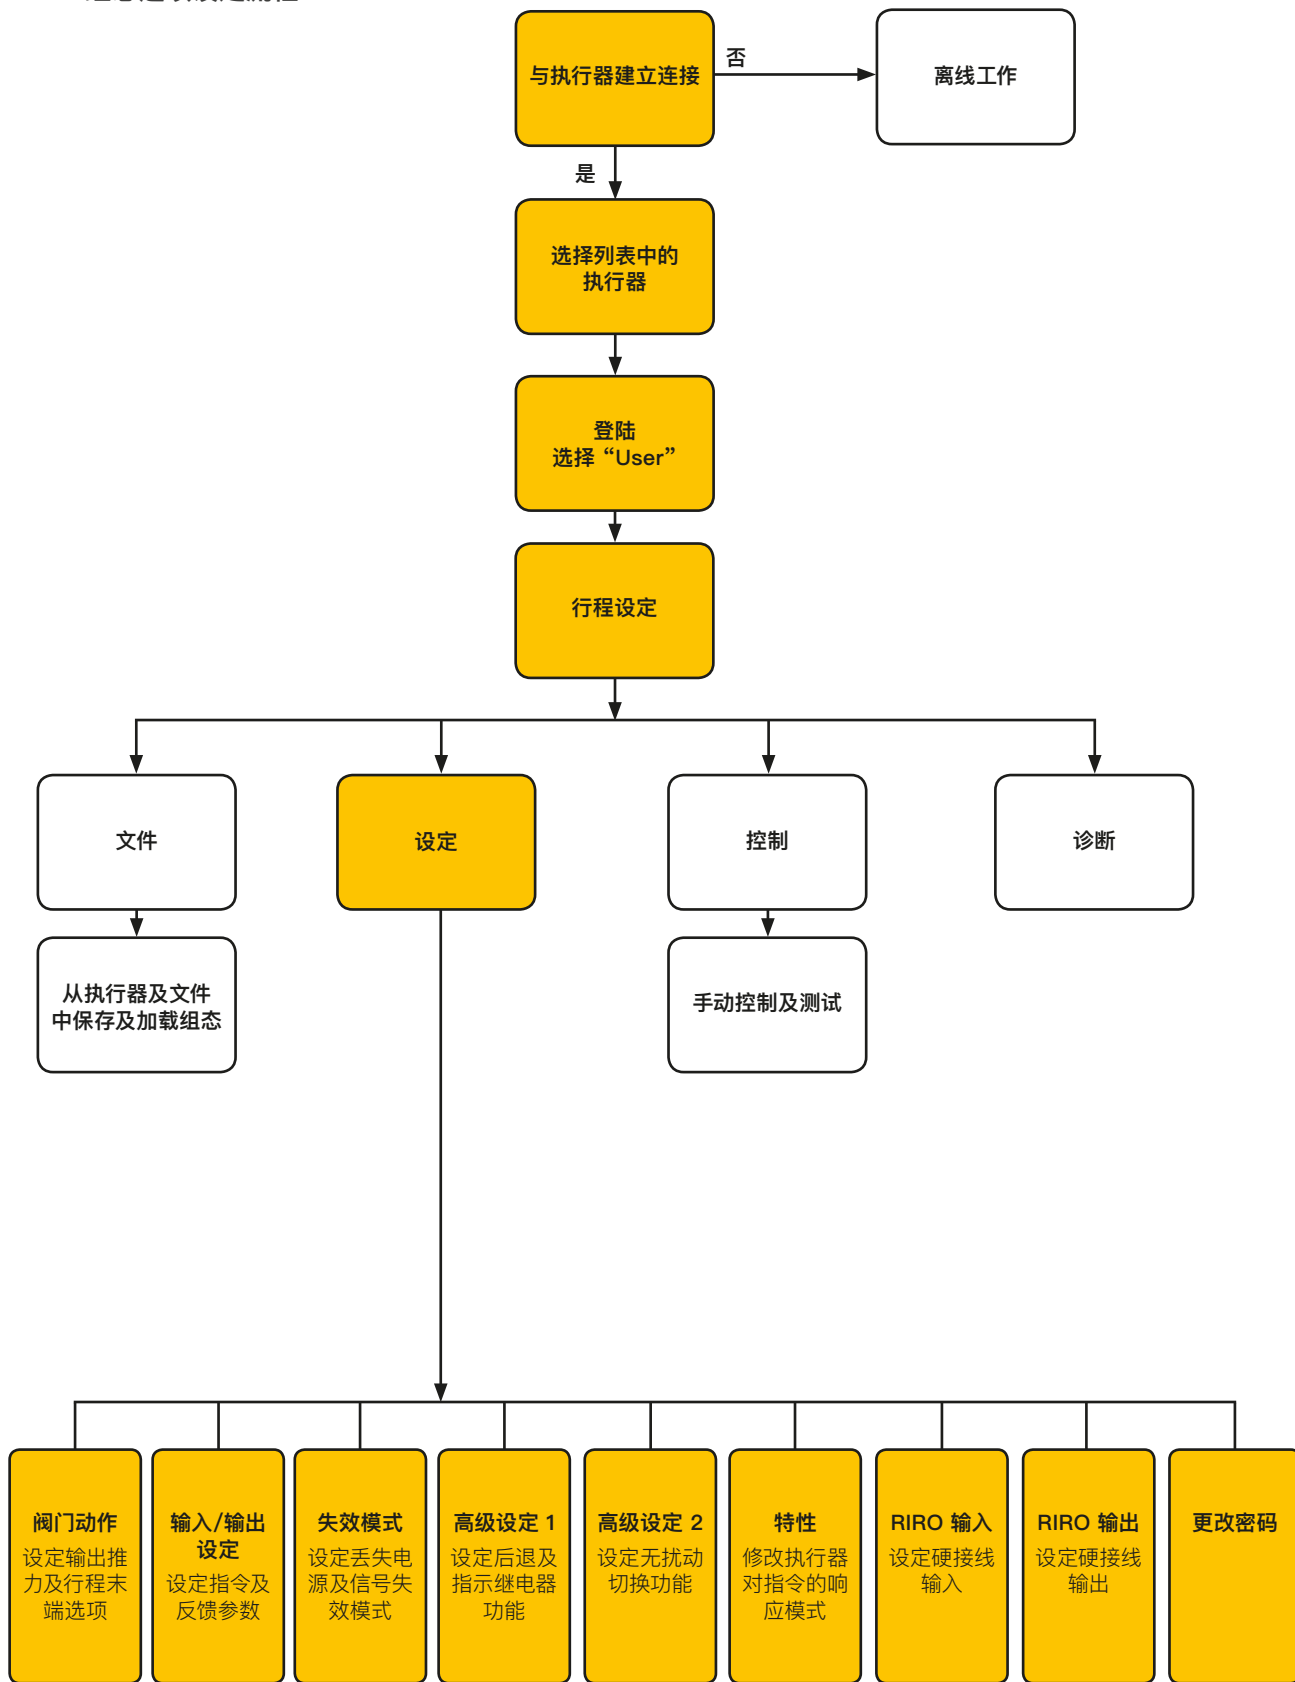 与执行器建立连接
否
离线工作
是
选择列表中的
执行器
登陆
选择 “User”
行程设定
文件
设定
控制
诊断
从执行器及文件
中保存及加载组态
手动控制及测试
阀门动作
设定输出推
力及行程末
端选项
输入/输出
设定
设定指令及
反馈参数
失效模式
设定丢失电
源及信号失
效模式
高级设定 1
设定后退及
指示继电器
功能
高级设定 2
设定无扰动
切换功能
特性
修改执行器
对指令的响
应模式
RIRO 输入
设定硬接线
输入
RIRO 输出
设定硬接线
输出
更改密码